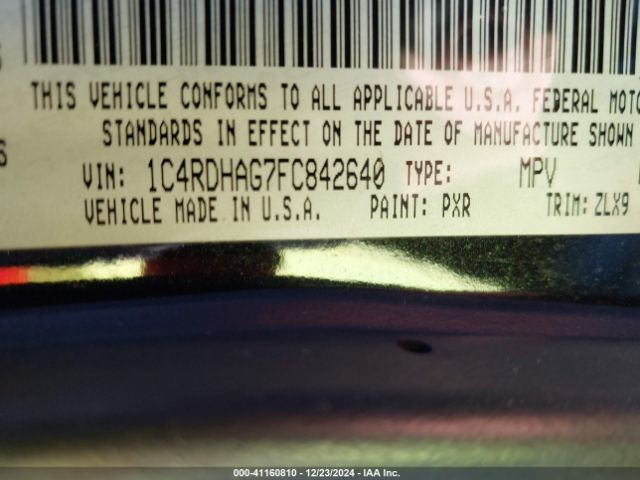 THIS VEHICLE CONFORMS TO ALL APPLICABLE U.S.A. FEDERAL MOTO
STANDARDS IN EFFECT ON THE DATE OF MANUFACTURE SHOWN
VIN: 1C4RDHAG7FC842640 TYPE: MPV
VEHICLE MADE IN U.S.A. PAINT: PXR TRIM: ZLX9
000-41160810 - 12/23/2024 - IAA Inc.